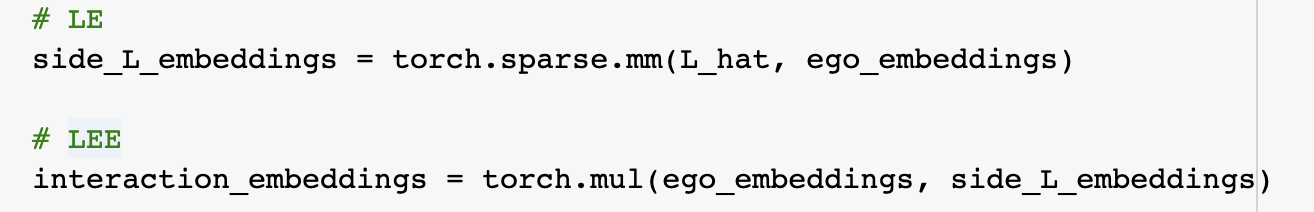 # LE
side_L_embeddings = torch.sparse.mm(L_hat, ego_embeddings)
# LEE
interaction_embeddings = torch.mul(ego_embeddings, side_L_embeddings)